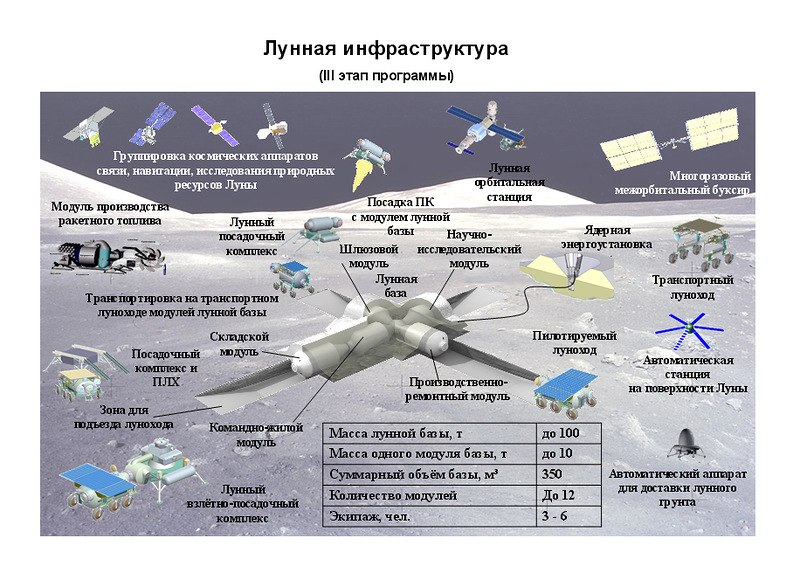 Лунная инфраструктура
(III этап программы)
Группировка космических аппаратов
связи, навигации, исследования природных
ресурсов Луны
Лунная
орбитальная
станция
Многоразовый
межорбитальный буксир
Модуль производства
ракетного топлива
Лунный
посадочный
комплекс
Посадка ПК
с модулем лунной
базы
Шлюзовой
модуль
Научно-
исследовательский
модуль
Ядерная
энергоустановка
Транспортный
луноход
Лунная
база
Транспортировка на транспортном
луноходе модулей лунной базы
Складской
модуль
Посадочный
комплекс и
ПЛХ
Пилотируемый
луноход
Автоматическая
станция
на поверхности Луны
Производственно-
ремонтный модуль
Зона для
подъезда лунохода
Командно-жилой
модуль
Масса лунной базы, т до 100
Масса одного модуля базы, т до 10
Суммарный объём базы, м³ 350
Количество модулей До 12
Экипаж, чел. 3 - 6
Автоматический аппарат
для доставки лунного
грунта
Лунный
взлётно-посадочный
комплекс